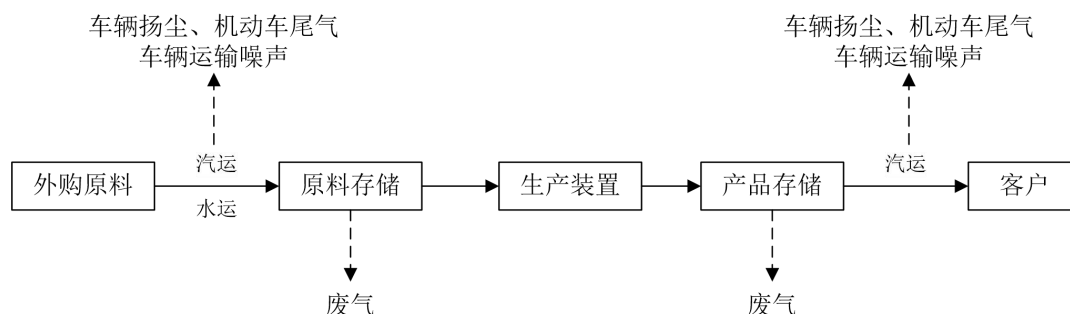 车辆扬尘、机动车尾气
车辆运输噪声
车辆扬尘、机动车尾气
车辆运输噪声
汽运
汽运
外购原料
原料存储
生产装置
产品存储
客户
水运
废气
废气